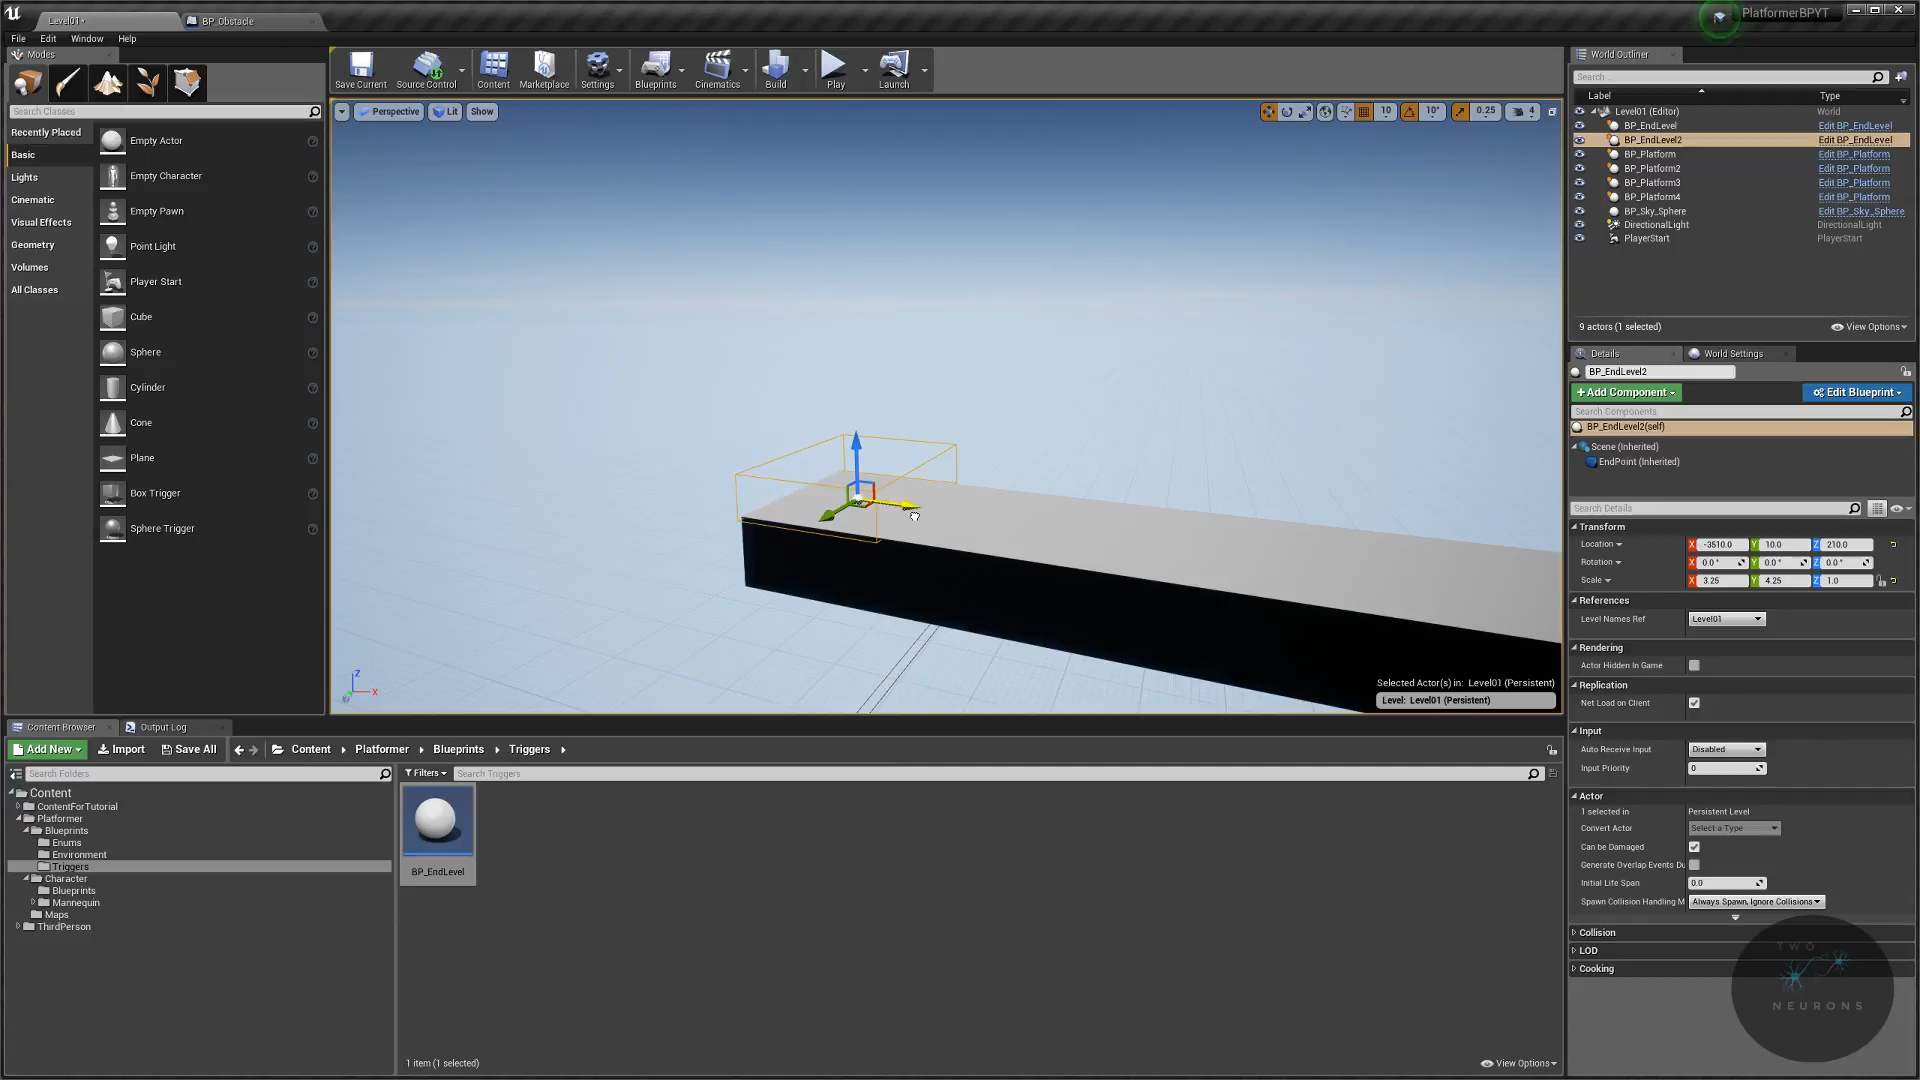 Level01*
BP_Obstacle
PlatformerBPYT
File Edit Window Help
Modes
Search Classes
Recently Placed
Basic
Lights
Cinematic
Visual Effects
Geometry
Volumes
All Classes
Empty Actor
Empty Character
Empty Pawn
Point Light
Player Start
Cube
Sphere
Cylinder
Cone
Plane
Box Trigger
Sphere Trigger
Save Current
Source Control
Content
Marketplace
Settings
Blueprints
Cinematics
Build
Play
Launch
Perspective
Lit
Show
10
10°
0.25
4
Z
X
Selected Actor(s) in: Level01 (Persistent)
Level: Level01 (Persistent)
World Outliner
Search...
Label Type
Level01 (Editor) World
BP_EndLevel Edit BP_EndLevel
BP_EndLevel2 Edit BP_EndLevel
BP_Platform Edit BP_Platform
BP_Platform2 Edit BP_Platform
BP_Platform3 Edit BP_Platform
BP_Platform4 Edit BP_Platform
BP_Sky_Sphere Edit BP_Sky_Sphere
DirectionalLight DirectionalLight
PlayerStart PlayerStart
9 actors (1 selected)
View Options
Details
World Settings
BP_EndLevel2
+Add Component
Edit Blueprint
Search Components
BP_EndLevel2(self)
Scene (Inherited)
EndPoint (Inherited)
Search Details
Transform
Location X -3510.0 Y 10.0 Z 210.0
Rotation X 0.0° Y 0.0° Z 0.0°
Scale X 3.25 Y 4.25 Z 1.0
References
Level Names Ref Level01
Rendering
Actor Hidden In Game
Replication
Net Load on Client
Input
Auto Receive Input Disabled
Input Priority 0
Actor
1 selected in Persistent Level
Convert Actor Select a Type
Can be Damaged
Generate Overlap Events Du
Initial Life Span 0.0
Spawn Collision Handling M Always Spawn, Ignore Collisions
Collision
LOD
Cooking
TWO
NEURONS
Content Browser
Output Log
Add New
Import
Save All
Content
Platformer
Blueprints
Triggers
Search Folders
Filters
Search Triggers
Content
ContentForTutorial
Platformer
Blueprints
Enums
Environment
Triggers
Character
Blueprints
Mannequin
Maps
ThirdPerson
BP_EndLevel
1 item (1 selected)
View Options